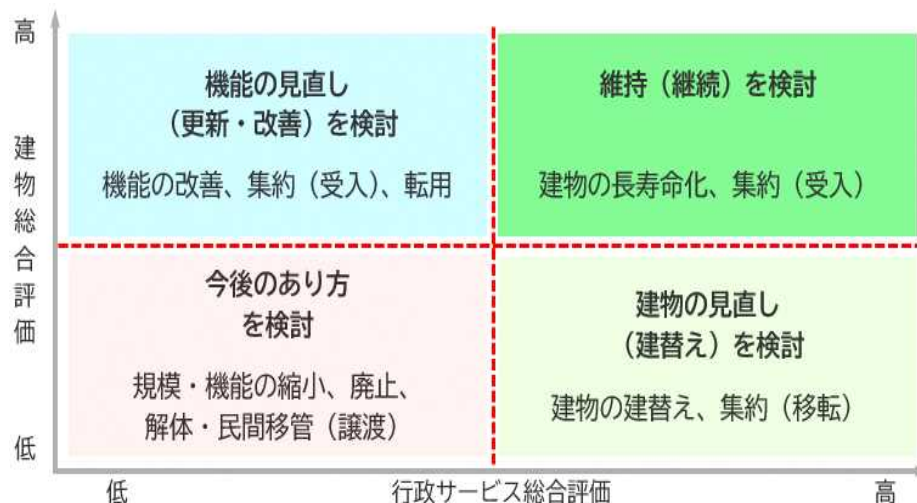 高
建物総合評価
低
機能の見直し
（更新・改善）を検討
機能の改善、集約（受入）、転用
維持（継続）を検討
建物の長寿命化、集約（受入）
今後のあり方
を検討
規模・機能の縮小、廃止、
解体・民間移管（譲渡）
建物の見直し
（建替え）を検討
建物の建替え、集約（移転）
低
行政サービス総合評価
高